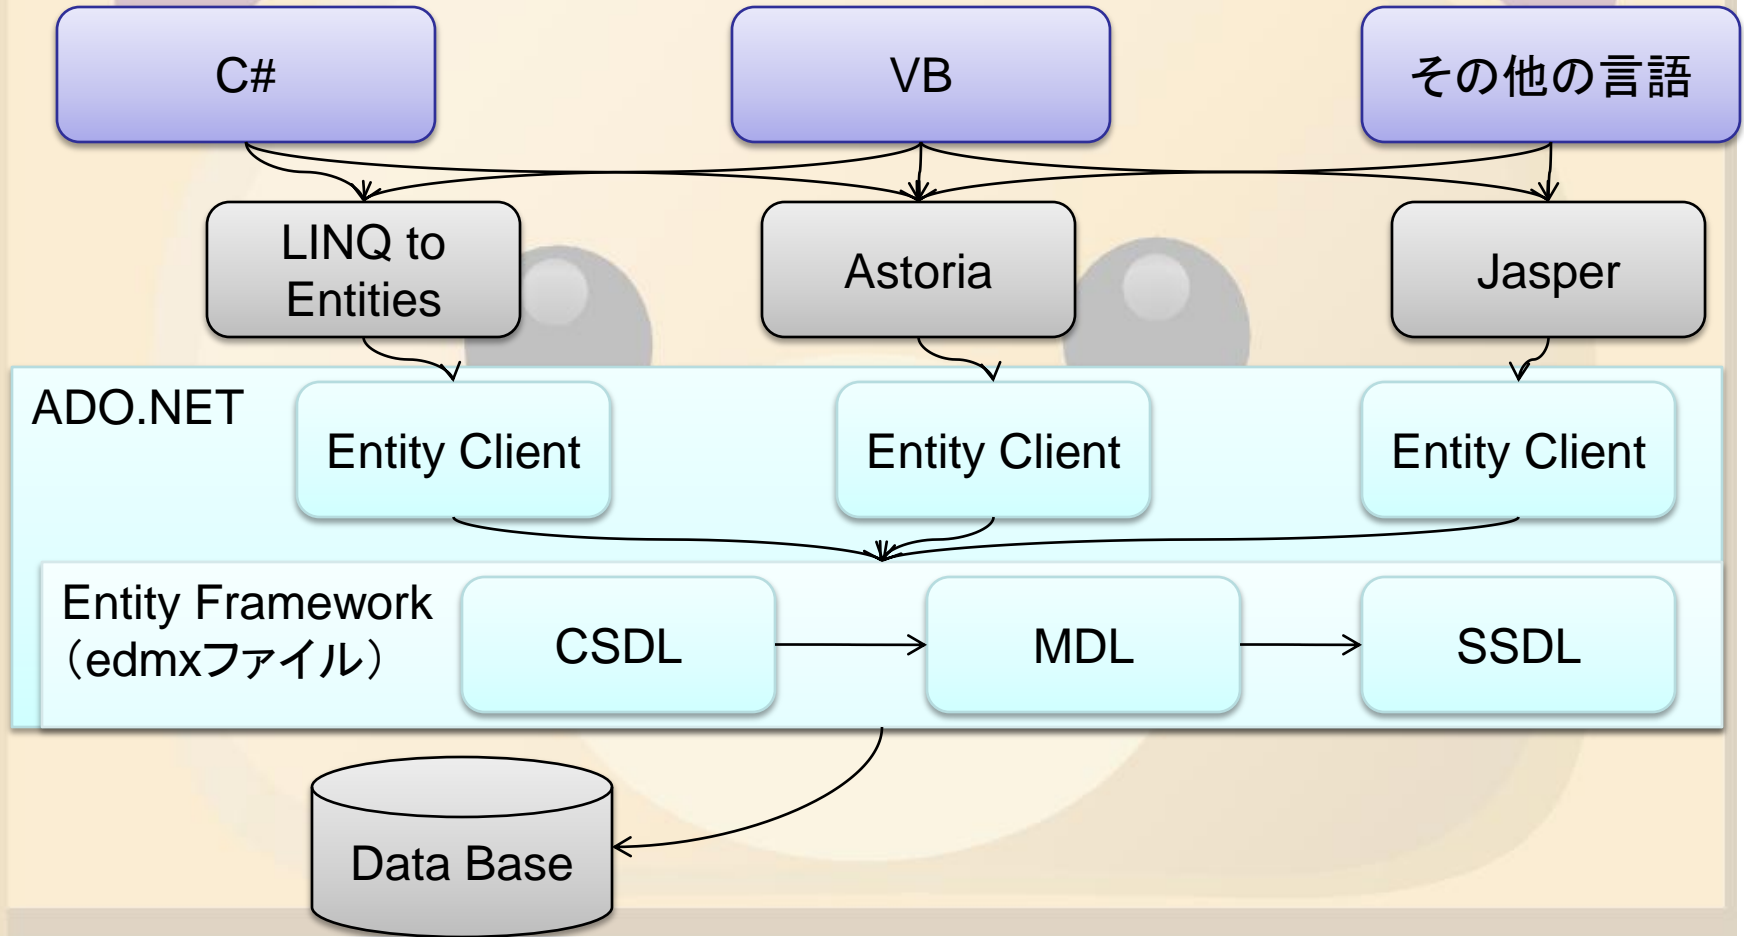 C#
VB
その他の言語
LINQ to
Entities
Astoria
Jasper
ADO.NET
Entity Client
Entity Client
Entity Client
Entity Framework
（edmxファイル）
CSDL
MDL
SSDL
Data Base